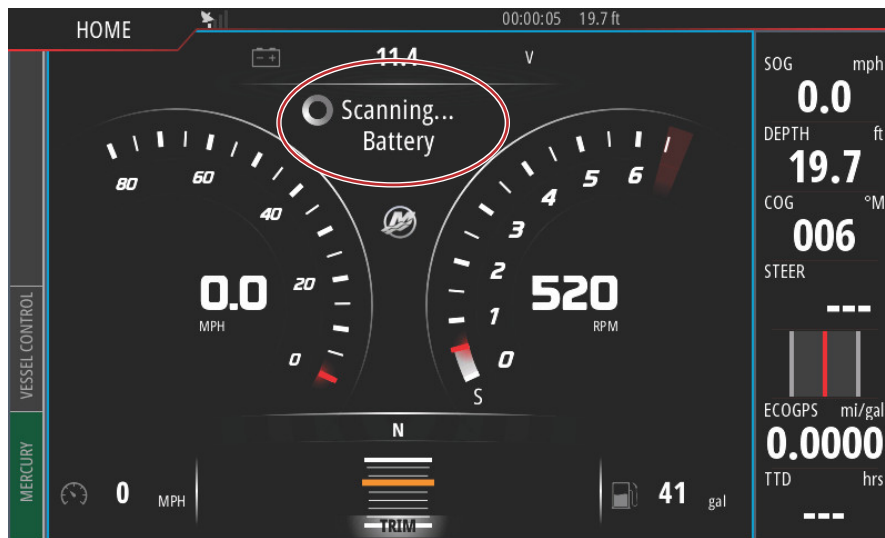 HOME
00:00:05 19.7 ft
- +
11.4 V
Scanning...
Battery
80
60
40
20
0
0.0
MPH
M
6
5
4
3
2
1
0
S
520
RPM
N
TRIM
0 MPH
41 gal
VESSEL CONTROL
MERCURY
SOG mph
0.0
DEPTH ft
19.7
COG °M
006
STEER
---
ECOGPS mi/gal
0.0000
TTD hrs
---